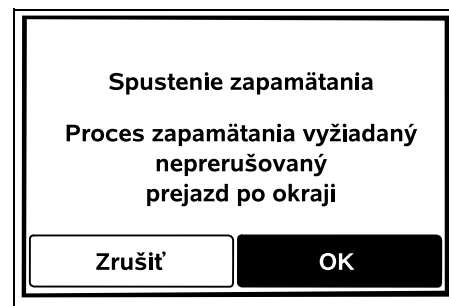 Spustenie zapamätania
Proces zapamätania vyžiadaný
neprerušovaný
prejazd po okraji
Zrušiť
OK